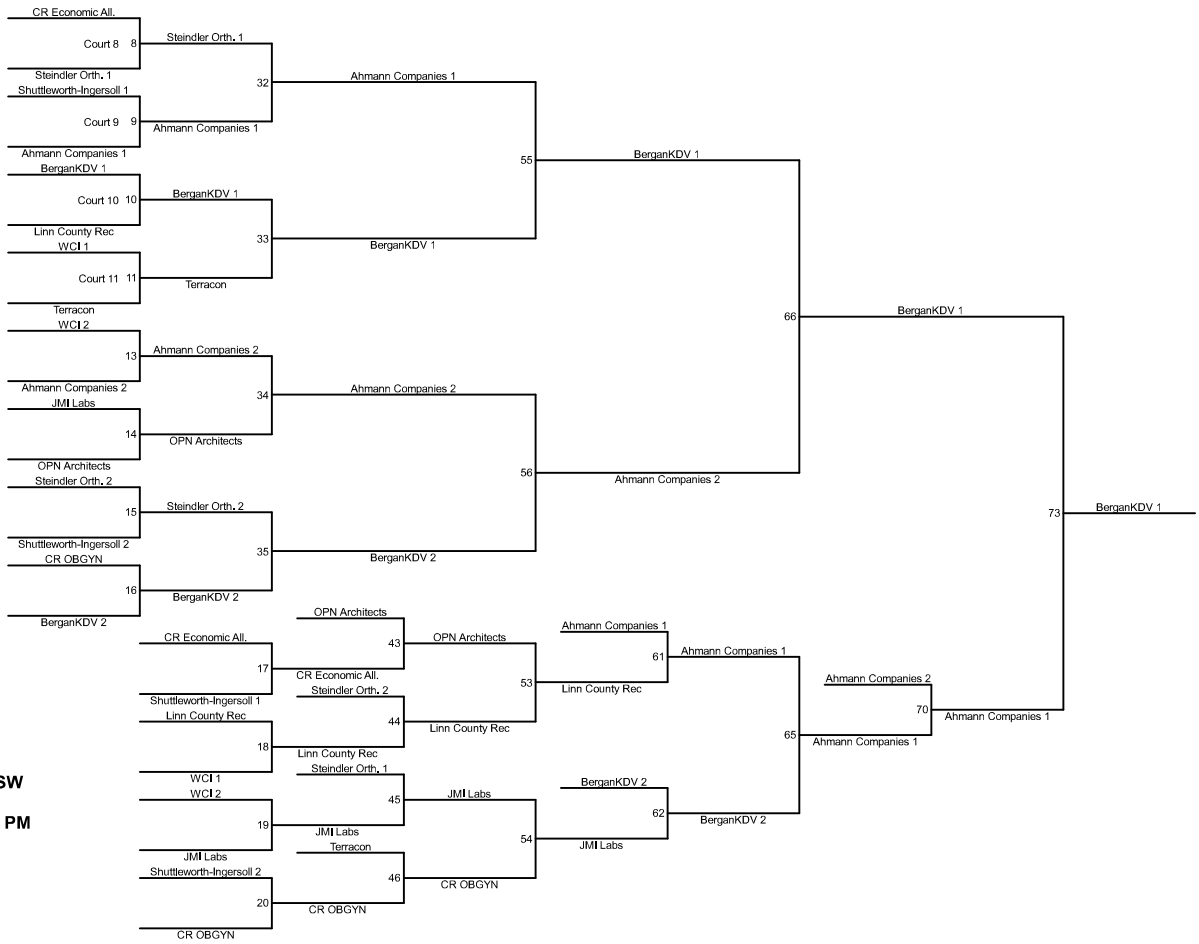 CR Economic All.
Court 8 8
Steindler Orth. 1
Steindler Orth. 1
32
Shuttleworth-Ingersoll 1
Court 9 9
Ahmann Companies 1
Ahmann Companies 1
Ahmann Companies 1
55
BerganKDV 1
Court 10 10
BerganKDV 1
Linn County Rec
33
BerganKDV 1
WCI 1
Court 11 11
Terracon
Terracon
BerganKDV 1
66
WCI 2
13
Ahmann Companies 2
Ahmann Companies 2
34
Ahmann Companies 2
JMI Labs
14
OPN Architects
OPN Architects
56
Ahmann Companies 2
Steindler Orth. 2
15
Steindler Orth. 2
Shuttleworth-Ingersoll 2
35
BerganKDV 2
CR OBGYN
16
BerganKDV 2
BerganKDV 2
BerganKDV 1
73
BerganKDV 1
CR Economic All.
17
Shuttleworth-Ingersoll 1
OPN Architects
43
CR Economic All.
OPN Architects
53
Linn County Rec
18
WCI 1
Steindler Orth. 2
44
Linn County Rec
Linn County Rec
Ahmann Companies 1
61
Linn County Rec
Ahmann Companies 1
65
Ahmann Companies 2
70
Ahmann Companies 1
Ahmann Companies 1
SW
PM
WCI 2
19
JMI Labs
Steindler Orth. 1
45
JMI Labs
JMI Labs
54
Shuttleworth-Ingersoll 2
20
CR OBGYN
Terracon
46
CR OBGYN
CR OBGYN
BerganKDV 2
62
JMI Labs
BerganKDV 2